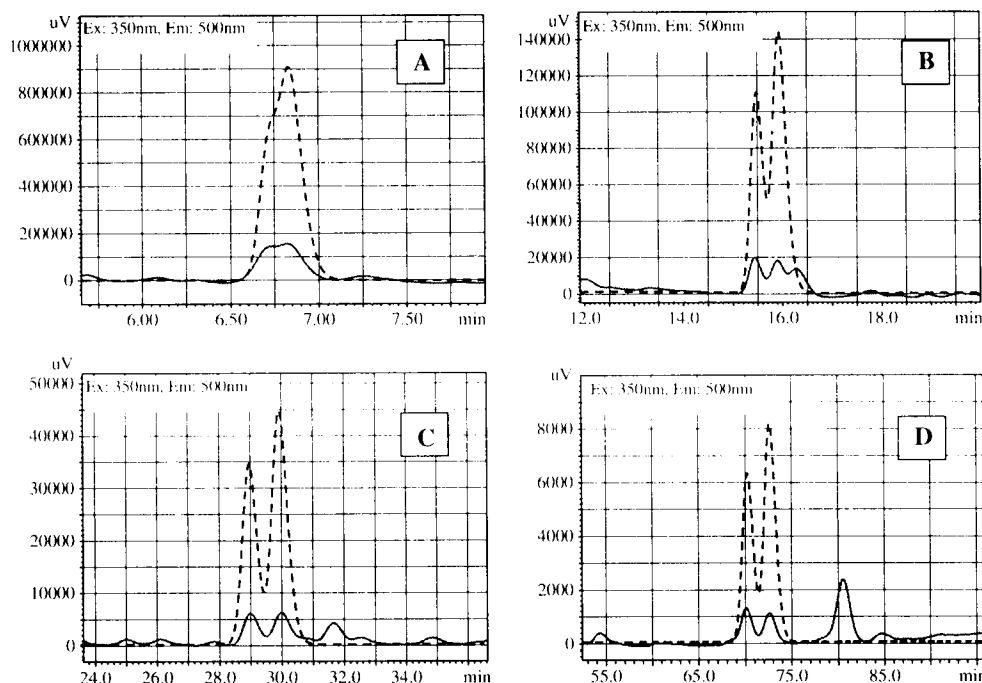 uV
Ex: 350nm, Em: 500nm
A
1000000
800000
600000
400000
200000
0
6.00 6.50 7.00 7.50 min
uV
Ex: 350nm, Em: 500nm
B
140000
120000
100000
80000
60000
40000
20000
0
12.0 14.0 16.0 18.0 min
uV
50000
Ex: 350nm, Em: 500nm
C
40000
30000
20000
10000
0
24.0 26.0 28.0 30.0 32.0 34.0 min
uV
Ex: 350nm, Em: 500nm
D
8000
6000
4000
2000
0
55.0 65.0 75.0 85.0 min